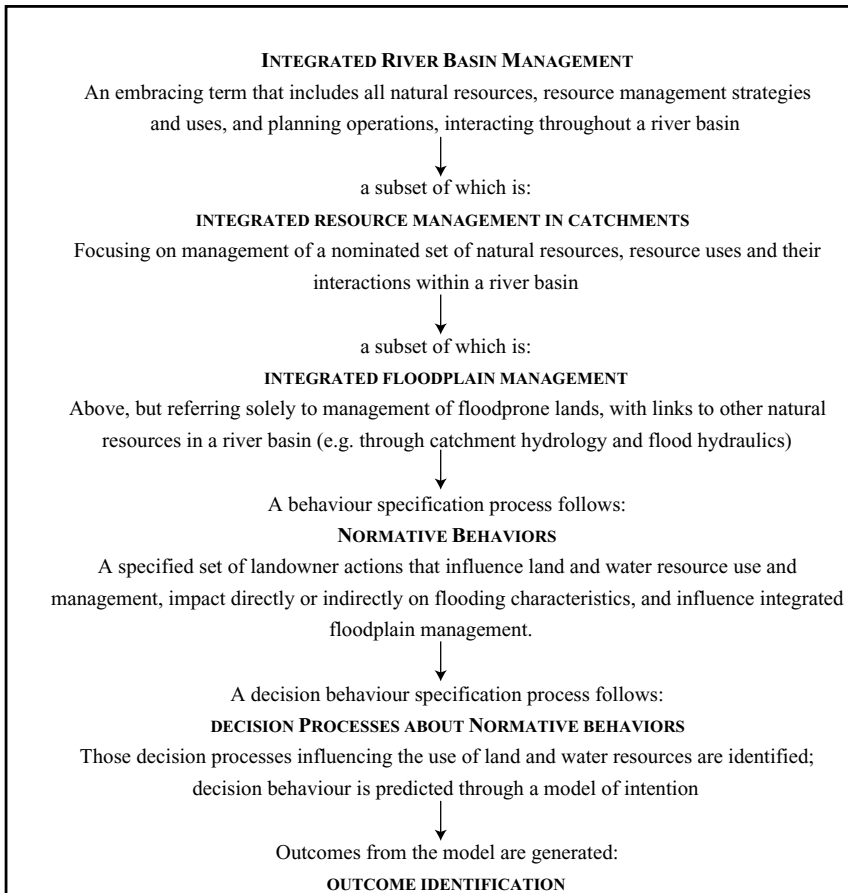 INTEGRATED RIVER BASIN MANAGEMENT
An embracing term that includes all natural resources, resource management strategies
and uses, and planning operations, interacting throughout a river basin
a subset of which is:
INTEGRATED RESOURCE MANAGEMENT IN CATCHMENTS
Focusing on management of a nominated set of natural resources, resource uses and their
interactions within a river basin
a subset of which is:
INTEGRATED FLOODPLAIN MANAGEMENT
Above, but referring solely to management of floodprone lands, with links to other natural
resources in a river basin (e.g. through catchment hydrology and flood hydraulics)
A behaviour specification process follows:
NORMATIVE BEHAVIORS
A specified set of landowner actions that influence land and water resource use and
management, impact directly or indirectly on flooding characteristics, and influence integrated
floodplain management.
A decision behaviour specification process follows:
DECISION PROCESSES ABOUT NORMATIVE BEHAVIORS
Those decision processes influencing the use of land and water resources are identified;
decision behaviour is predicted through a model of intention
Outcomes from the model are generated:
OUTCOME IDENTIFICATION